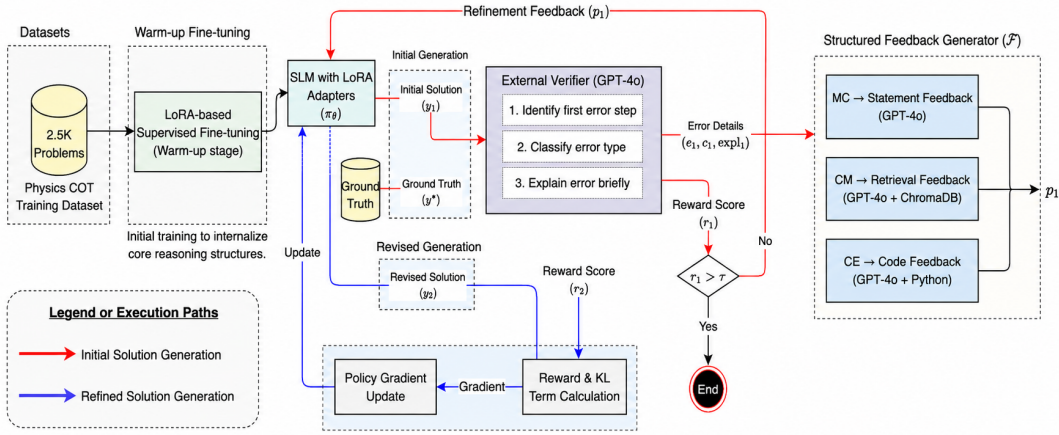 Refinement Feedback (p₁)
Datasets
Warm-up Fine-tuning
Structured Feedback Generator (𝓕)
Initial Generation
2.5K
Problems
Physics COT
Training Dataset
LoRA-based
Supervised Fine-tuning
(Warm-up stage)
Initial training to internalize
core reasoning structures.
SLM with LoRA
Adapters
(π_θ)
Initial Solution
(y₁)
Ground
Truth
Ground Truth
(y*)
External Verifier (GPT-4o)
1. Identify first error step
2. Classify error type
3. Explain error briefly
Error Details
(e₁, c₁, expl₁)
Reward Score
(r₁)
No
r₁ > τ
Yes
End
MC → Statement Feedback
(GPT-4o)
CM → Retrieval Feedback
(GPT-4o + ChromaDB)
CE → Code Feedback
(GPT-4o + Python)
p₁
Update
Revised Generation
Revised Solution
(y₂)
Reward Score
(r₂)
Policy Gradient
Update
Gradient
Reward & KL
Term Calculation
Legend or Execution Paths
Initial Solution Generation
Refined Solution Generation